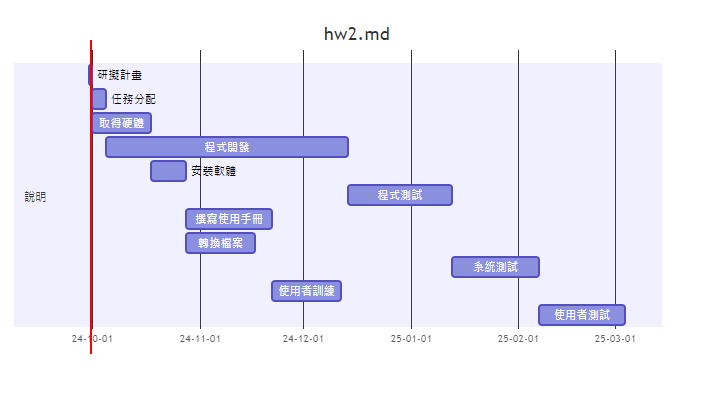 hw2.md
研擬計畫
任務分配
取得硬體
程式開發
安裝軟體
說明
程式測試
撰寫使用手冊
轉換檔案
系統測試
使用者訓練
使用者測試
24-10-01 24-11-01 24-12-01 25-01-01 25-02-01 25-03-01